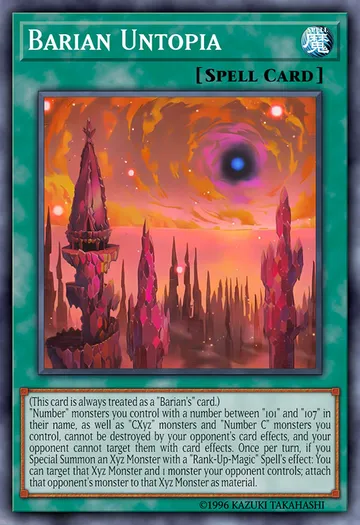 Barian Untopia
SPELL
魔
[Spell Card]
(This card is always treated as a "Barian's" card.)
"Number" monsters you control with a number between "101" and "107" in
their name, as well as "CXyz" monsters and "Number C" monsters you
control, cannot be destroyed by your opponent's card effects, and your
opponent cannot target them with card effects. Once per turn, if you
Special Summon an Xyz Monster with a "Rank-Up-Magic" Spell's effect: You
can target that Xyz Monster and 1 monster your opponent controls; attach
that opponent's monster to that Xyz Monster as material.
©1996 KAZUKI TAKAHASHI